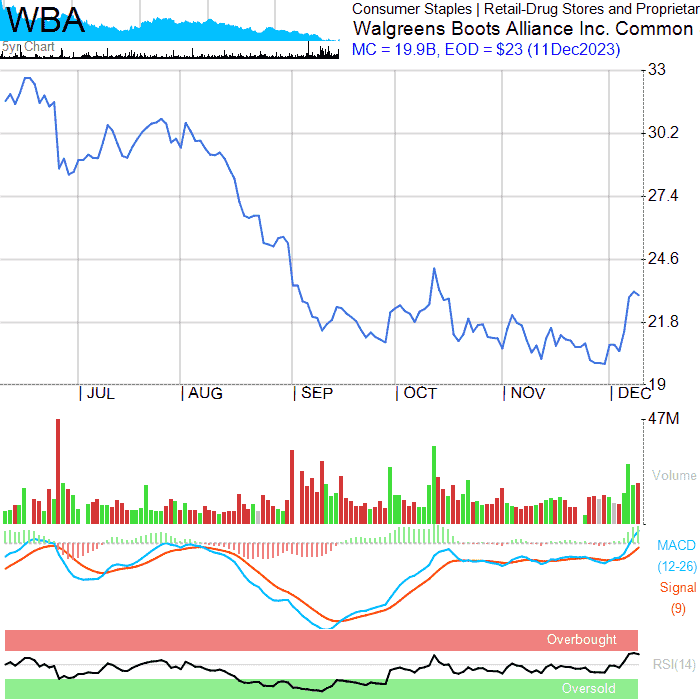 WBA
5yr Chart
Consumer Staples | Retail-Drug Stores and Proprietar
Walgreens Boots Alliance Inc. Common
MC = 19.9B, EOD = $23 (11Dec2023)
33
30.2
27.4
24.6
21.8
19
| JUL | AUG | SEP | OCT | NOV | DEC
47M
Volume
MACD
(12-26)
Signal
(9)
Overbought
RSI(14)
Oversold